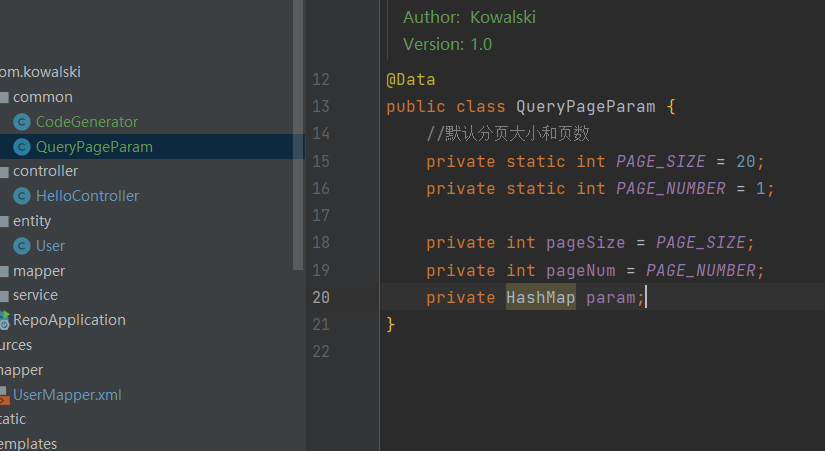 om.kowalski
common
CodeGenerator
QueryPageParam
controller
HelloController
entity
User
mapper
service
RepoApplication
urces
mapper
UserMapper.xml
tatic
emplates
Author: Kowalski
Version: 1.0
12 @Data
13 public class QueryPageParam {
14 //默认分页大小和页数
15 private static int PAGE_SIZE = 20;
16 private static int PAGE_NUMBER = 1;
17
18 private int pageSize = PAGE_SIZE;
19 private int pageNum = PAGE_NUMBER;
20 private HashMap param;
21 }
22